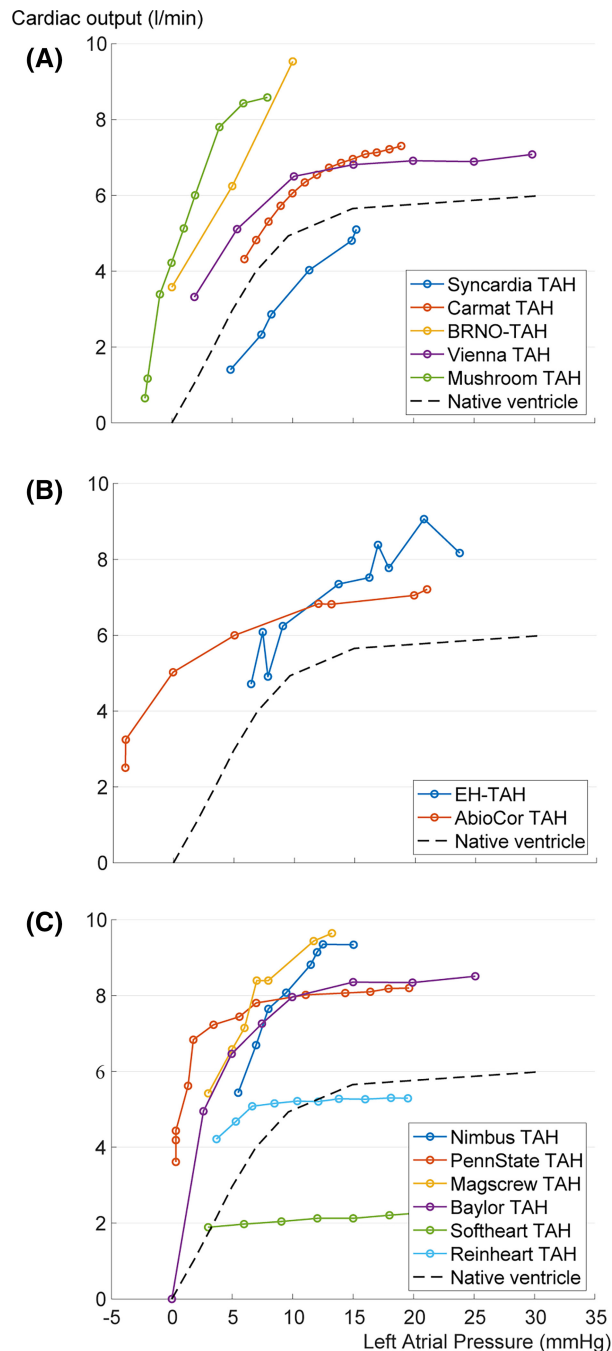 Cardiac output (l/min)
(A)
10
8
6
4
2
0
Syncardia TAH
Carmat TAH
BRNO-TAH
Vienna TAH
Mushroom TAH
Native ventricle
(B)
10
8
6
4
2
0
EH-TAH
AbioCor TAH
Native ventricle
(C)
10
8
6
4
2
0
Nimbus TAH
PennState TAH
Magscrew TAH
Baylor TAH
Softheart TAH
Reinheart TAH
Native ventricle
-5 0 5 10 15 20 25 30 35
Left Atrial Pressure (mmHg)